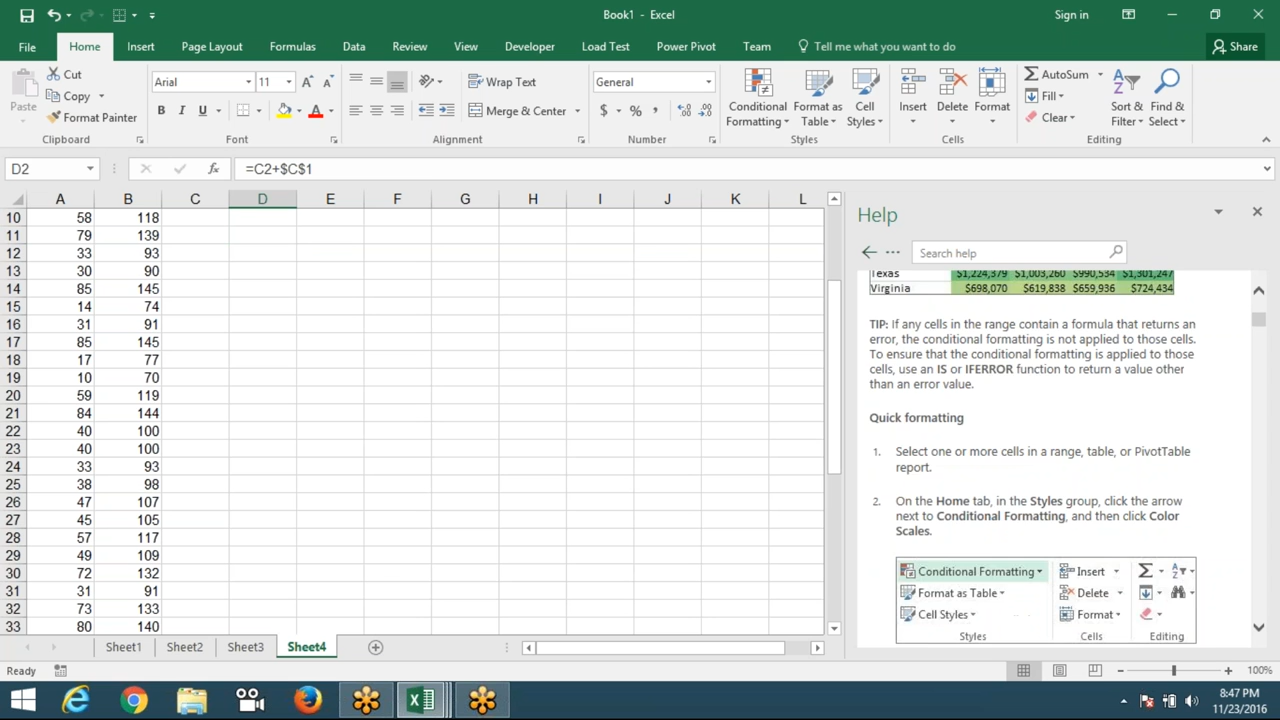 Book1 - Excel
Sign in
File Home Insert Page Layout Formulas Data Review View Developer Load Test Power Pivot Team Tell me what you want to do Share
Paste Cut Copy Format Painter Clipboard
Arial 11 A A B I U A Font
Wrap Text Merge & Center Alignment
General $ % , Number
Conditional Formatting Format as Table Cell Styles Styles
Insert Delete Format Cells
AutoSum Fill Clear Sort & Filter Find & Select Editing
D2 fx =C2+$C$1
A B C D E F G H I J K L
10 58 118
11 79 139
12 33 93
13 30 90
14 85 145
15 14 74
16 31 91
17 85 145
18 17 77
19 10 70
20 59 119
21 84 144
22 40 100
23 40 100
24 33 93
25 38 98
26 47 107
27 45 105
28 57 117
29 49 109
30 72 132
31 31 91
32 73 133
33 80 140
Help
Search help
Texas $1,224,379 $1,003,260 $990,534 $1,301,247
Virginia $698,070 $619,838 $659,936 $724,434
TIP: If any cells in the range contain a formula that returns an
error, the conditional formatting is not applied to those cells.
To ensure that the conditional formatting is applied to those
cells, use an IS or IFERROR function to return a value other
than an error value.
Quick formatting
1. Select one or more cells in a range, table, or PivotTable
report.
2. On the Home tab, in the Styles group, click the arrow
next to Conditional Formatting, and then click Color
Scales.
Conditional Formatting Insert
Format as Table Delete
Cell Styles Format
Styles Cells Editing
Sheet1 Sheet2 Sheet3 Sheet4
Ready 100%
8:47 PM
11/23/2016